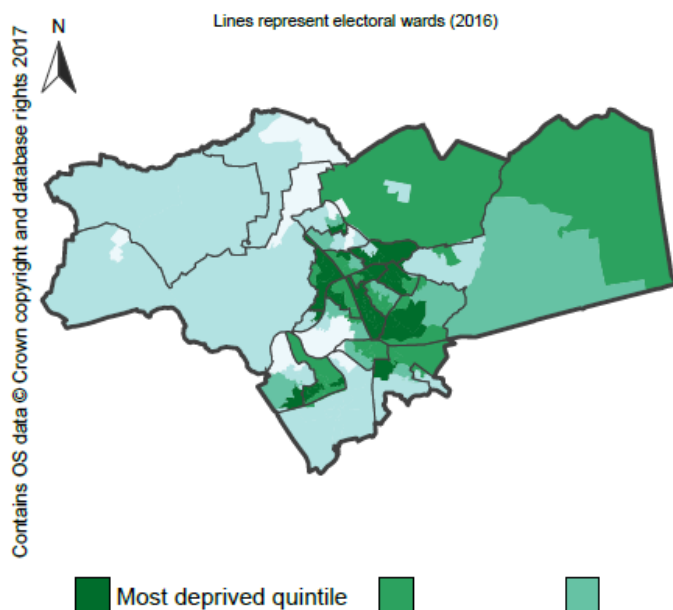 Lines represent electoral wards (2016)
N
Contains OS data © Crown copyright and database rights 2017
Most deprived quintile